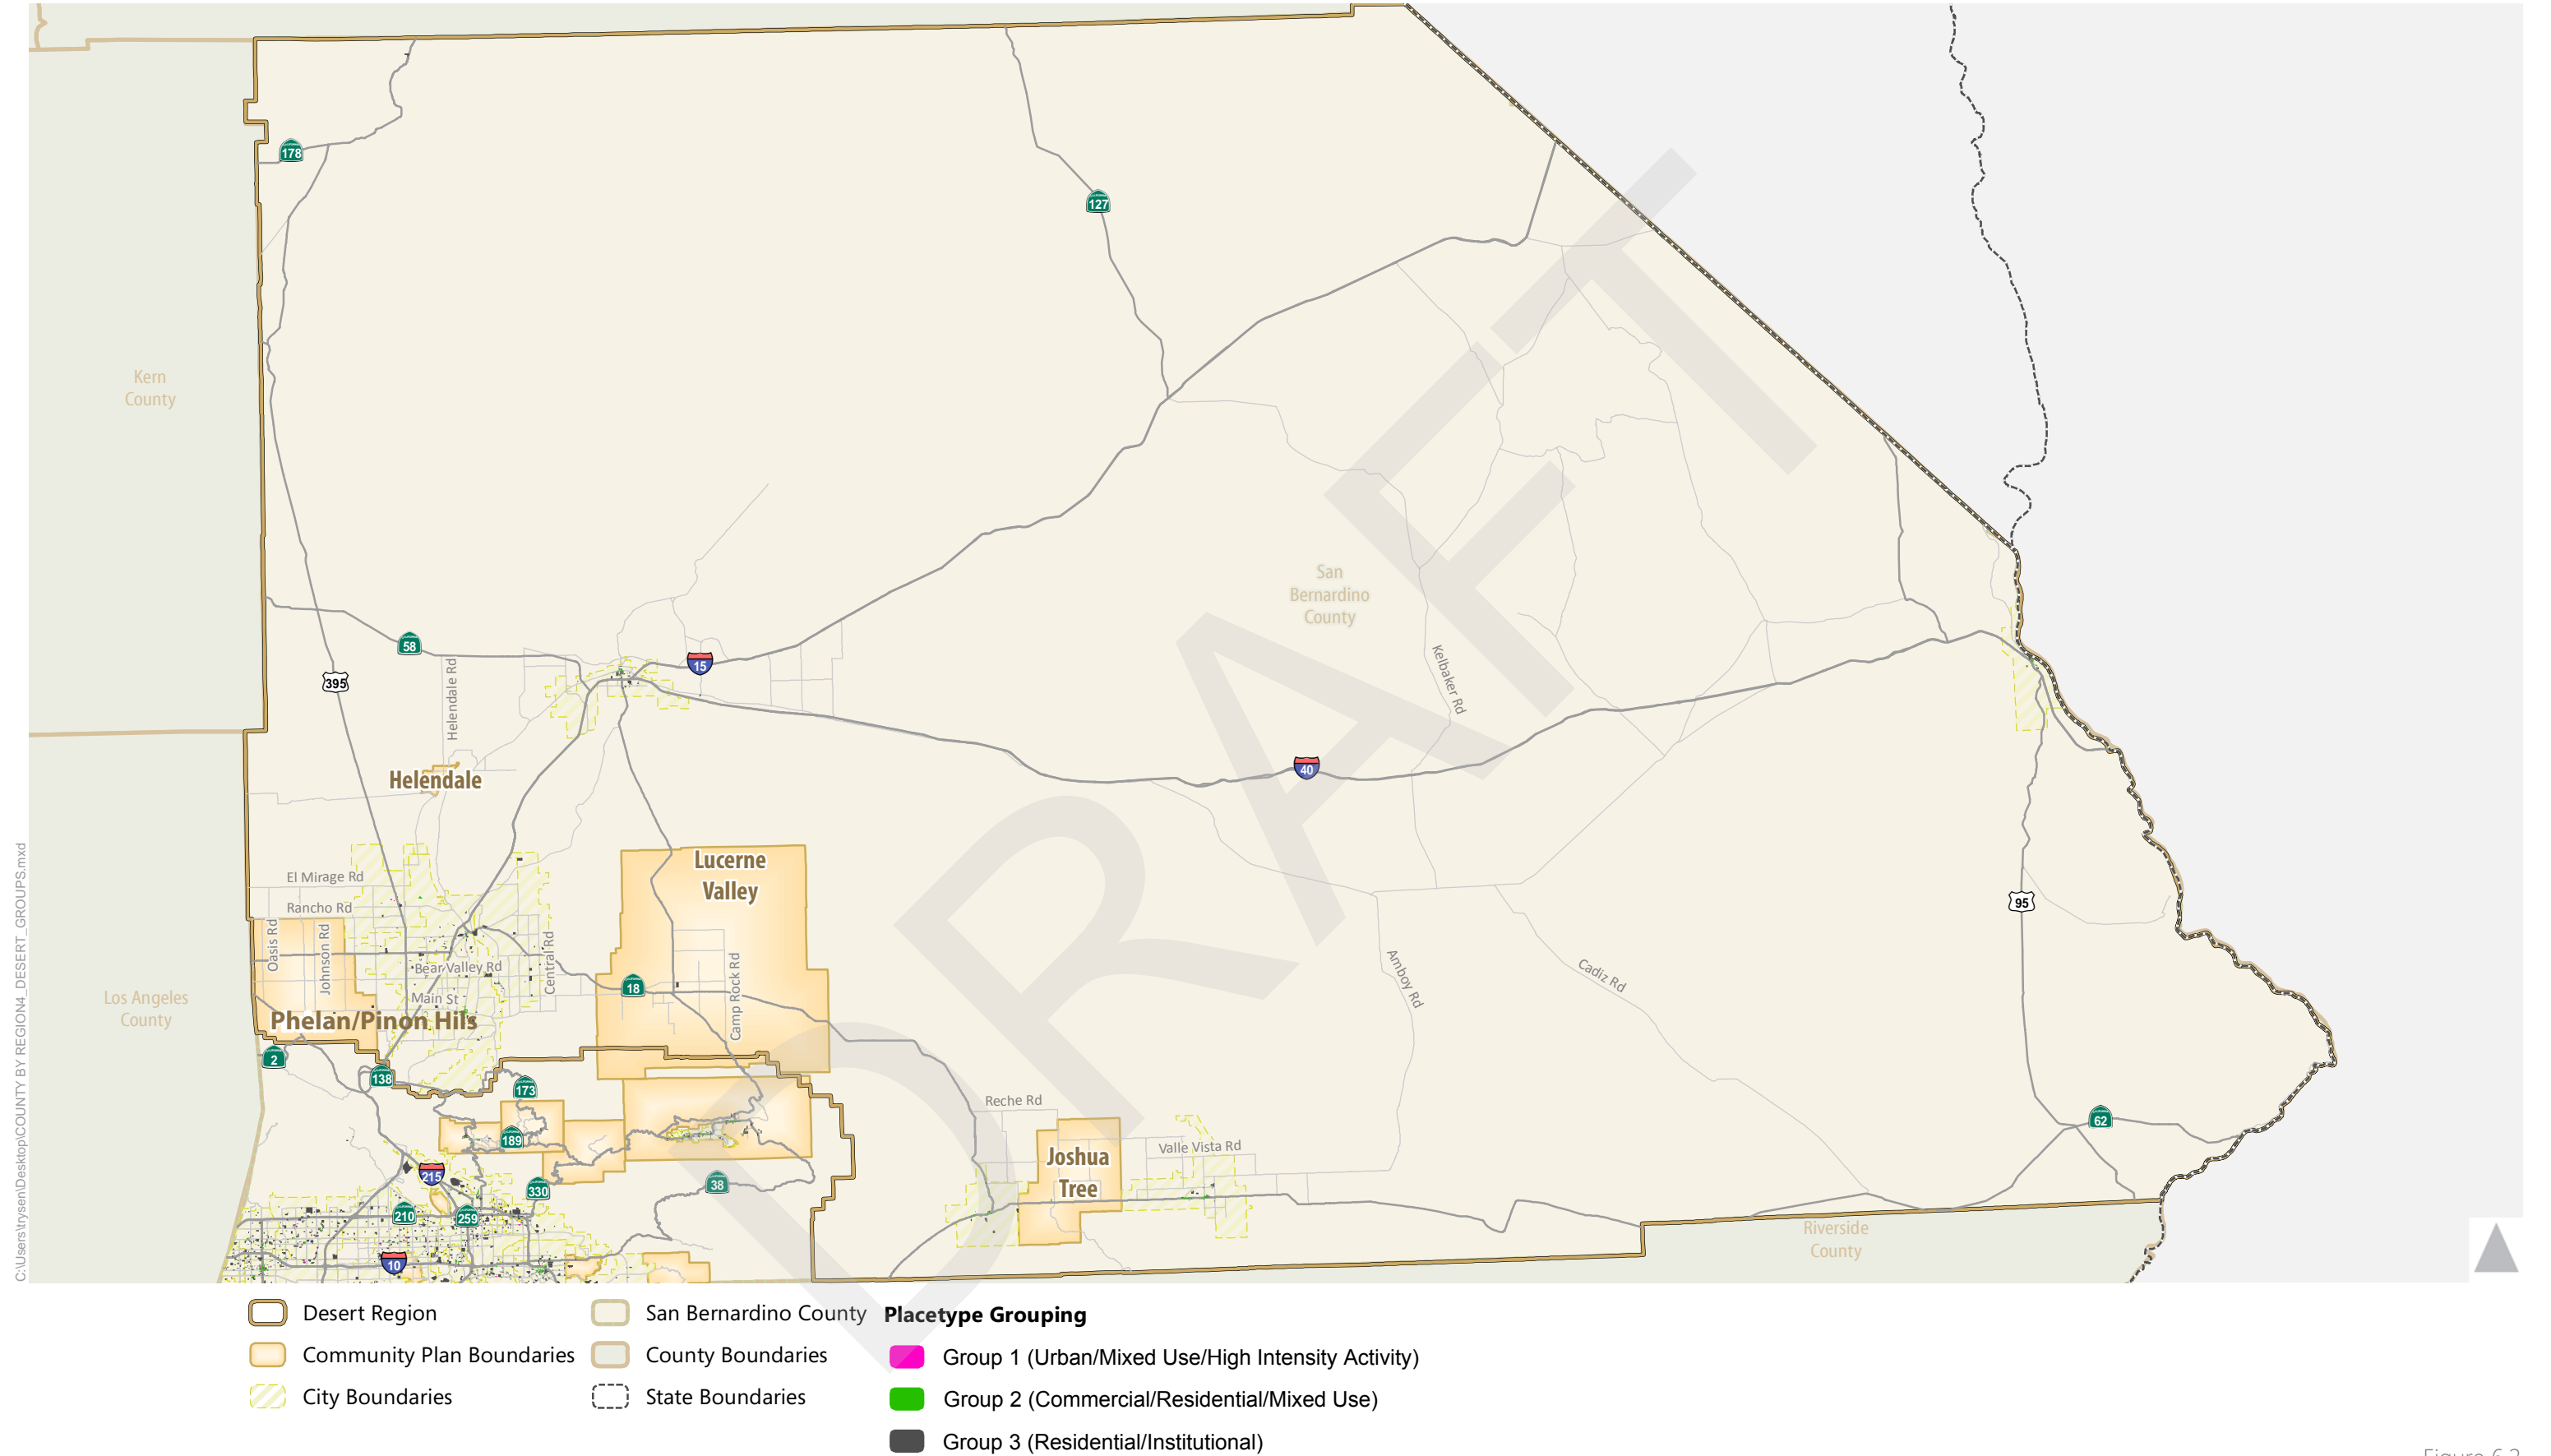 178
127
Kern
County
San
Bernardino
County
58
15
395
Helendale Rd
Kelbaker Rd
40
Helendale
Lucerne
Valley
El Mirage Rd
Rancho Rd
95
Oasis Rd
Johnson Rd
Central Rd
Camp Rock Rd
Bear Valley Rd
Amboy Rd
Cadiz Rd
18
Los Angeles
County
Main St
Phelan/Pinon Hils
2
138
173
Reche Rd
62
189
Valle Vista Rd
Joshua
Tree
215
330
38
210
259
Riverside
County
10
DRAFT
C:\Users\trysen\Desktop\COUNTY BY REGION4_DESERT_GROUPS.mxd
Desert Region
Community Plan Boundaries
City Boundaries
San Bernardino County
County Boundaries
State Boundaries
Placetype Grouping
Group 1 (Urban/Mixed Use/High Intensity Activity)
Group 2 (Commercial/Residential/Mixed Use)
Group 3 (Residential/Institutional)